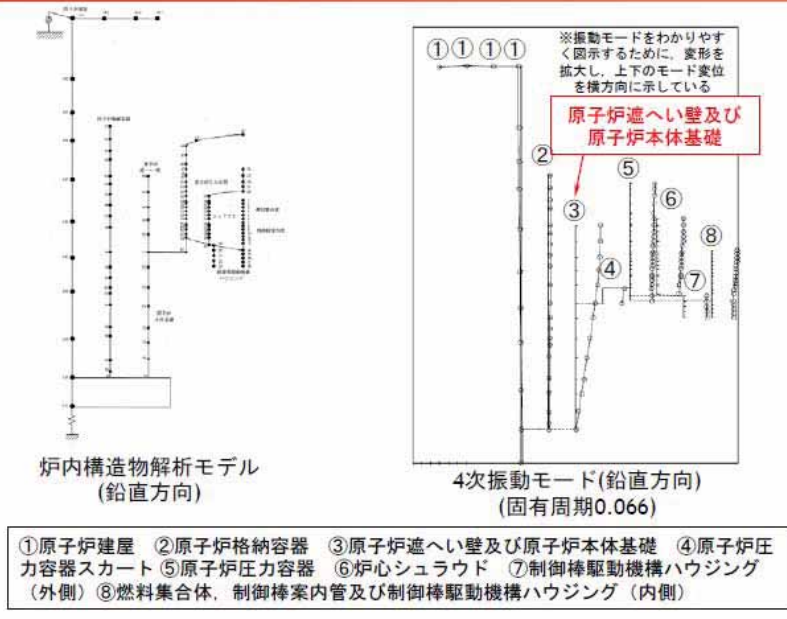 ※振動モードをわかりやす
く図示するために，変形を
拡大し，上下のモード変位
を横方向に示している
原子炉遮へい壁及び
原子炉本体基礎
① ① ① ①
②
③
④
⑤
⑥
⑦
⑧
炉内構造物解析モデル
(鉛直方向)
4次振動モード(鉛直方向)
(固有周期0.066)
①原子炉建屋 ②原子炉格納容器 ③原子炉遮へい壁及び原子炉本体基礎 ④原子炉圧
力容器スカート ⑤原子炉圧力容器 ⑥炉心シュラウド ⑦制御棒駆動機構ハウジング
（外側）⑧燃料集合体，制御棒案内管及び制御棒駆動機構ハウジング（内側）